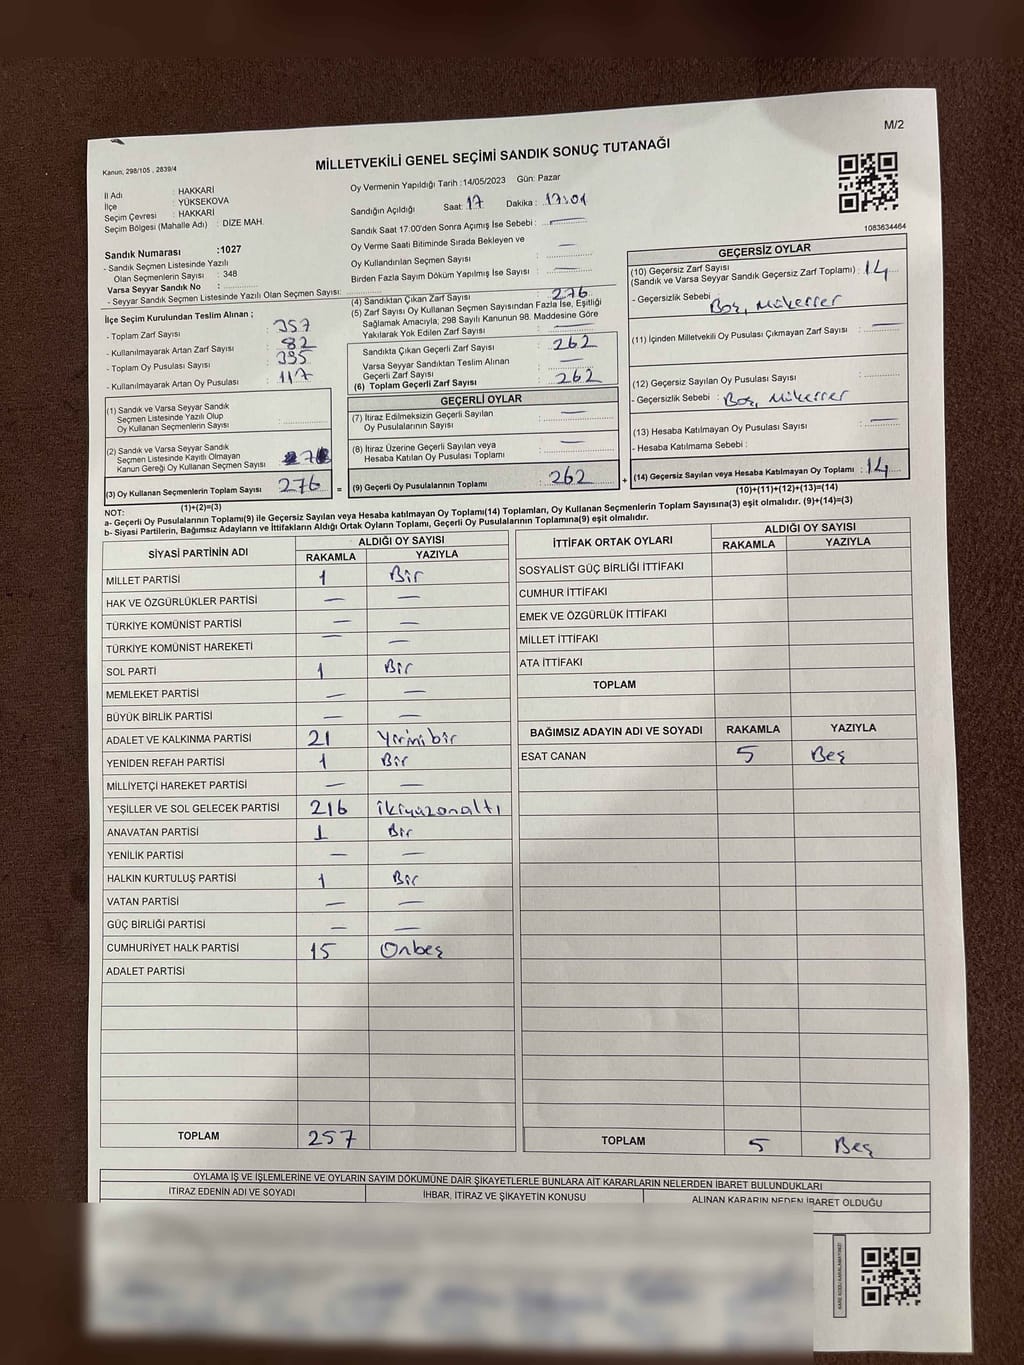 M/2
Kanun, 298/105 , 2839/4
MİLLETVEKİLİ GENEL SEÇİMİ SANDIK SONUÇ TUTANAĞI
İl Adı : HAKKARİ
İlçe : YÜKSEKOVA
Seçim Çevresi : HAKKARİ
Seçim Bölgesi (Mahalle Adı) : DİZE MAH.
Sandık Numarası :1027
- Sandık Seçmen Listesinde Yazılı
Olan Seçmenlerin Sayısı : 348
Varsa Seyyar Sandık No :
- Seyyar Sandık Seçmen Listesinde Yazılı Olan Seçmen Sayısı:
Oy Vermenin Yapıldığı Tarih :14/05/2023 Gün: Pazar
Sandığın Açıldığı Saat: 17 Dakika : 17:01
Sandık Saat 17:00'den Sonra Açımış İse Sebebi : —
Oy Verme Saati Bitiminde Sırada Bekleyen ve —
Oy Kullandırılan Seçmen Sayısı :
Birden Fazla Sayım Döküm Yapılmış İse Sayısı : —
1083634464
İlçe Seçim Kurulundan Teslim Alınan ;
- Toplam Zarf Sayısı : 357
- Kullanılmayarak Artan Zarf Sayısı : 82
- Toplam Oy Pusulası Sayısı : 395
- Kullanılmayarak Artan Oy Pusulası : 117
(1) Sandık ve Varsa Seyyar Sandık
Seçmen Listesinde Yazılı Olup
Oy Kullanan Seçmenlerin Sayısı :
(2) Sandık ve Varsa Seyyar Sandık
Seçmen Listesinde Kayıtlı Olmayan
Kanun Gereği Oy Kullanan Seçmen Sayısı :
(3) Oy Kullanan Seçmenlerin Toplam Sayısı : 276 =
(1)+(2)=(3)
(4) Sandıktan Çıkan Zarf Sayısı : 276
(5) Zarf Sayısı Oy Kullanan Seçmen Sayısından Fazla İse, Eşitliği
Sağlamak Amacıyla; 298 Sayılı Kanunun 98. Maddesine Göre
Yakılarak Yok Edilen Zarf Sayısı : —
Sandıkta Çıkan Geçerli Zarf Sayısı : 262
Varsa Seyyar Sandıktan Teslim Alınan —
Geçerli Zarf Sayısı :
(6) Toplam Geçerli Zarf Sayısı : 262
GEÇERLİ OYLAR
(7) İtiraz Edilmeksizin Geçerli Sayılan —
Oy Pusulalarının Sayısı :
(8) İtiraz Üzerine Geçerli Sayılan veya —
Hesaba Katılan Oy Pusulası Toplamı :
(9) Geçerli Oy Pusulalarının Toplamı : 262 +
GEÇERSİZ OYLAR
(10) Geçersiz Zarf Sayısı
(Sandık ve Varsa Seyyar Sandık Geçersiz Zarf Toplamı) : 14
- Geçersizlik Sebebi : Boş, Mükerrer
(11) İçinden Milletvekili Oy Pusulası Çıkmayan Zarf Sayısı : —
(12) Geçersiz Sayılan Oy Pusulası Sayısı :
- Geçersizlik Sebebi : Boş, Mükerrer
(13) Hesaba Katılmayan Oy Pusulası Sayısı : —
- Hesaba Katılmama Sebebi :
(14) Geçersiz Sayılan veya Hesaba Katılmayan Oy Toplamı : 14
(10)+(11)+(12)+(13)=(14)
NOT:
a- Geçerli Oy Pusulalarının Toplamı(9) ile Geçersiz Sayılan veya Hesaba katılmayan Oy Toplamı(14) Toplamları, Oy Kullanan Seçmenlerin Toplam Sayısına(3) eşit olmalıdır. (9)+(14)=(3)
b- Siyasi Partilerin, Bağımsız Adayların ve İttifakların Aldığı Ortak Oyların Toplamı, Geçerli Oy Pusulalarının Toplamına(9) eşit olmalıdır.
SİYASİ PARTİNİN ADI ALDIĞI OY SAYISI
RAKAMLA YAZIYLA
MİLLET PARTİSİ 1 Bir
HAK VE ÖZGÜRLÜKLER PARTİSİ — —
TÜRKİYE KOMÜNİST PARTİSİ — —
TÜRKİYE KOMÜNİST HAREKETİ — —
SOL PARTİ 1 Bir
MEMLEKET PARTİSİ — —
BÜYÜK BİRLİK PARTİSİ — —
ADALET VE KALKINMA PARTİSİ 21 Yirmibir
YENİDEN REFAH PARTİSİ 1 Bir
MİLLİYETÇİ HAREKET PARTİSİ — —
YEŞİLLER VE SOL GELECEK PARTİSİ 216 ikiyüzonaltı
ANAVATAN PARTİSİ 1 Bir
YENİLİK PARTİSİ — —
HALKIN KURTULUŞ PARTİSİ 1 Bir
VATAN PARTİSİ — —
GÜÇ BİRLİĞİ PARTİSİ — —
CUMHURİYET HALK PARTİSİ 15 Onbeş
ADALET PARTİSİ
TOPLAM 257
İTTİFAK ORTAK OYLARI ALDIĞI OY SAYISI
RAKAMLA YAZIYLA
SOSYALİST GÜÇ BİRLİĞİ İTTİFAKI
CUMHUR İTTİFAKI
EMEK VE ÖZGÜRLÜK İTTİFAKI
MİLLET İTTİFAKI
ATA İTTİFAKI
TOPLAM
BAĞIMSIZ ADAYIN ADI VE SOYADI RAKAMLA YAZIYLA
ESAT CANAN 5 Beş
TOPLAM 5 Beş
OYLAMA İŞ VE İŞLEMLERİNE VE OYLARIN SAYIM DÖKÜMÜNE DAİR ŞİKAYETLERLE BUNLARA AİT KARARLARIN NELERDEN İBARET BULUNDUKLARI
İTİRAZ EDENİN ADI VE SOYADI İHBAR, İTİRAZ VE ŞİKAYETİN KONUSU ALINAN KARARIN NEDEN İBARET OLDUĞU